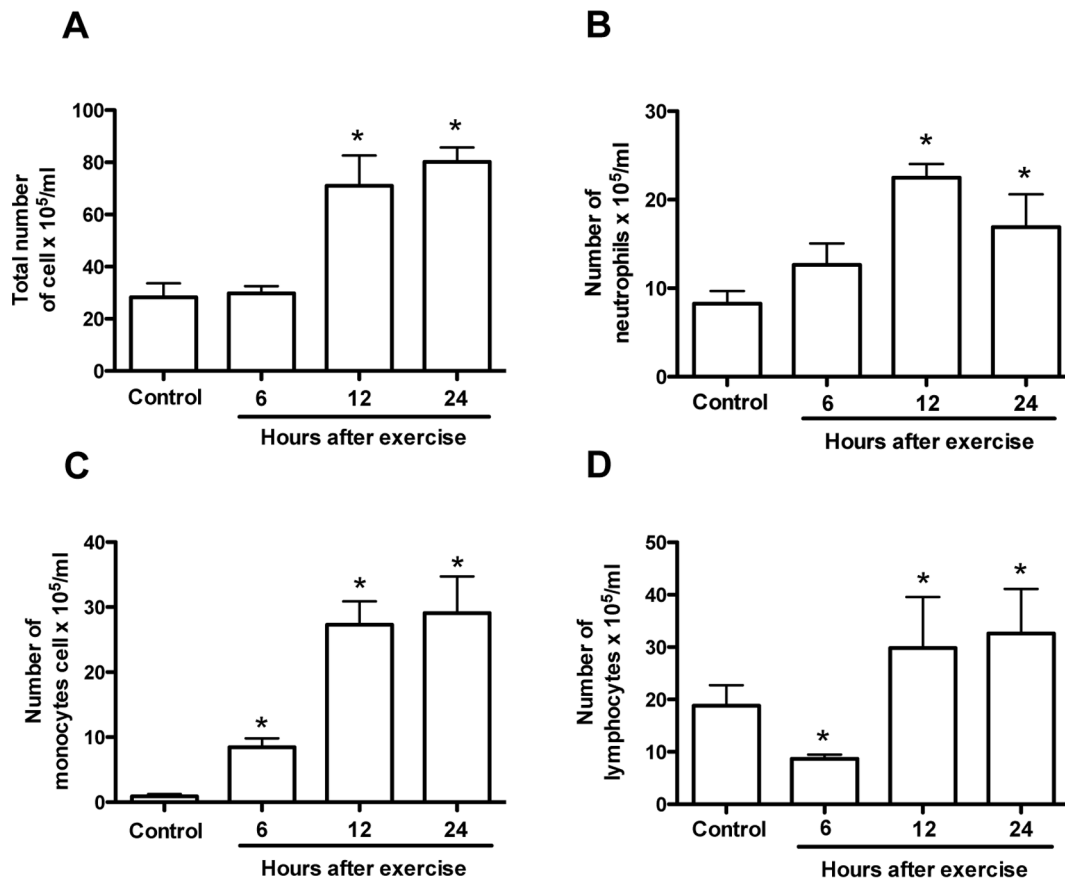 A
Total number
of cell x 10⁵/ml
100
80
60
40
20
0
*
*
Control
6
12
24
Hours after exercise
B
Number of
neutrophils x 10⁵/ml
30
20
10
0
*
*
Control
6
12
24
Hours after exercise
C
Number of
monocytes cell x 10⁵/ml
40
30
20
10
0
*
*
*
Control
6
12
24
Hours after exercise
D
Number of
lymphocytes x 10⁵/ml
50
40
30
20
10
0
*
*
*
Control
6
12
24
Hours after exercise